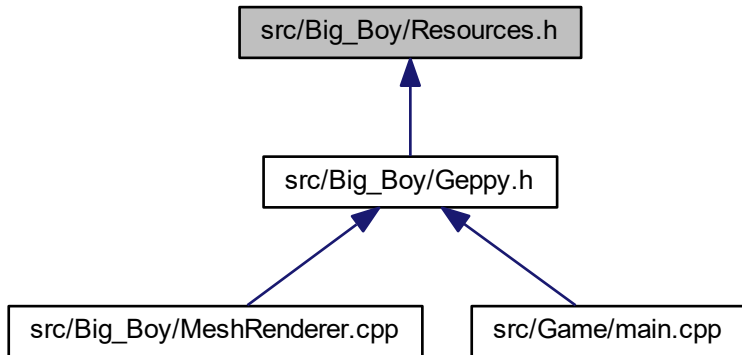 src/Big_Boy/Resources.h
src/Big_Boy/Geppy.h
src/Big_Boy/MeshRenderer.cpp
src/Game/main.cpp